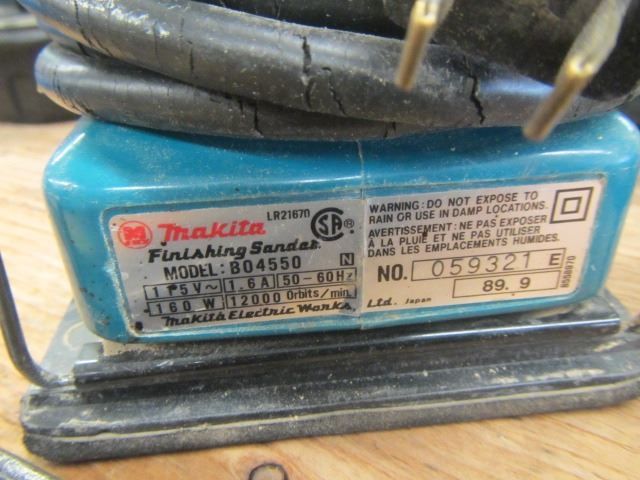 makita
LR21670
SA
Finishing Sander
MODEL: BO4550 N
115V~ 1.6A 50-60Hz
160 W 12000 Orbits/min.
Makita Electric Works Ltd. Japan
WARNING: DO NOT EXPOSE TO
RAIN OR USE IN DAMP LOCATIONS.
AVERTISSEMENT: NE PAS EXPOSER
A LA PLUIE ET NE PAS UTILISER
DANS LES EMPLACEMENTS HUMIDES.
NO. 059321 E
89. 9